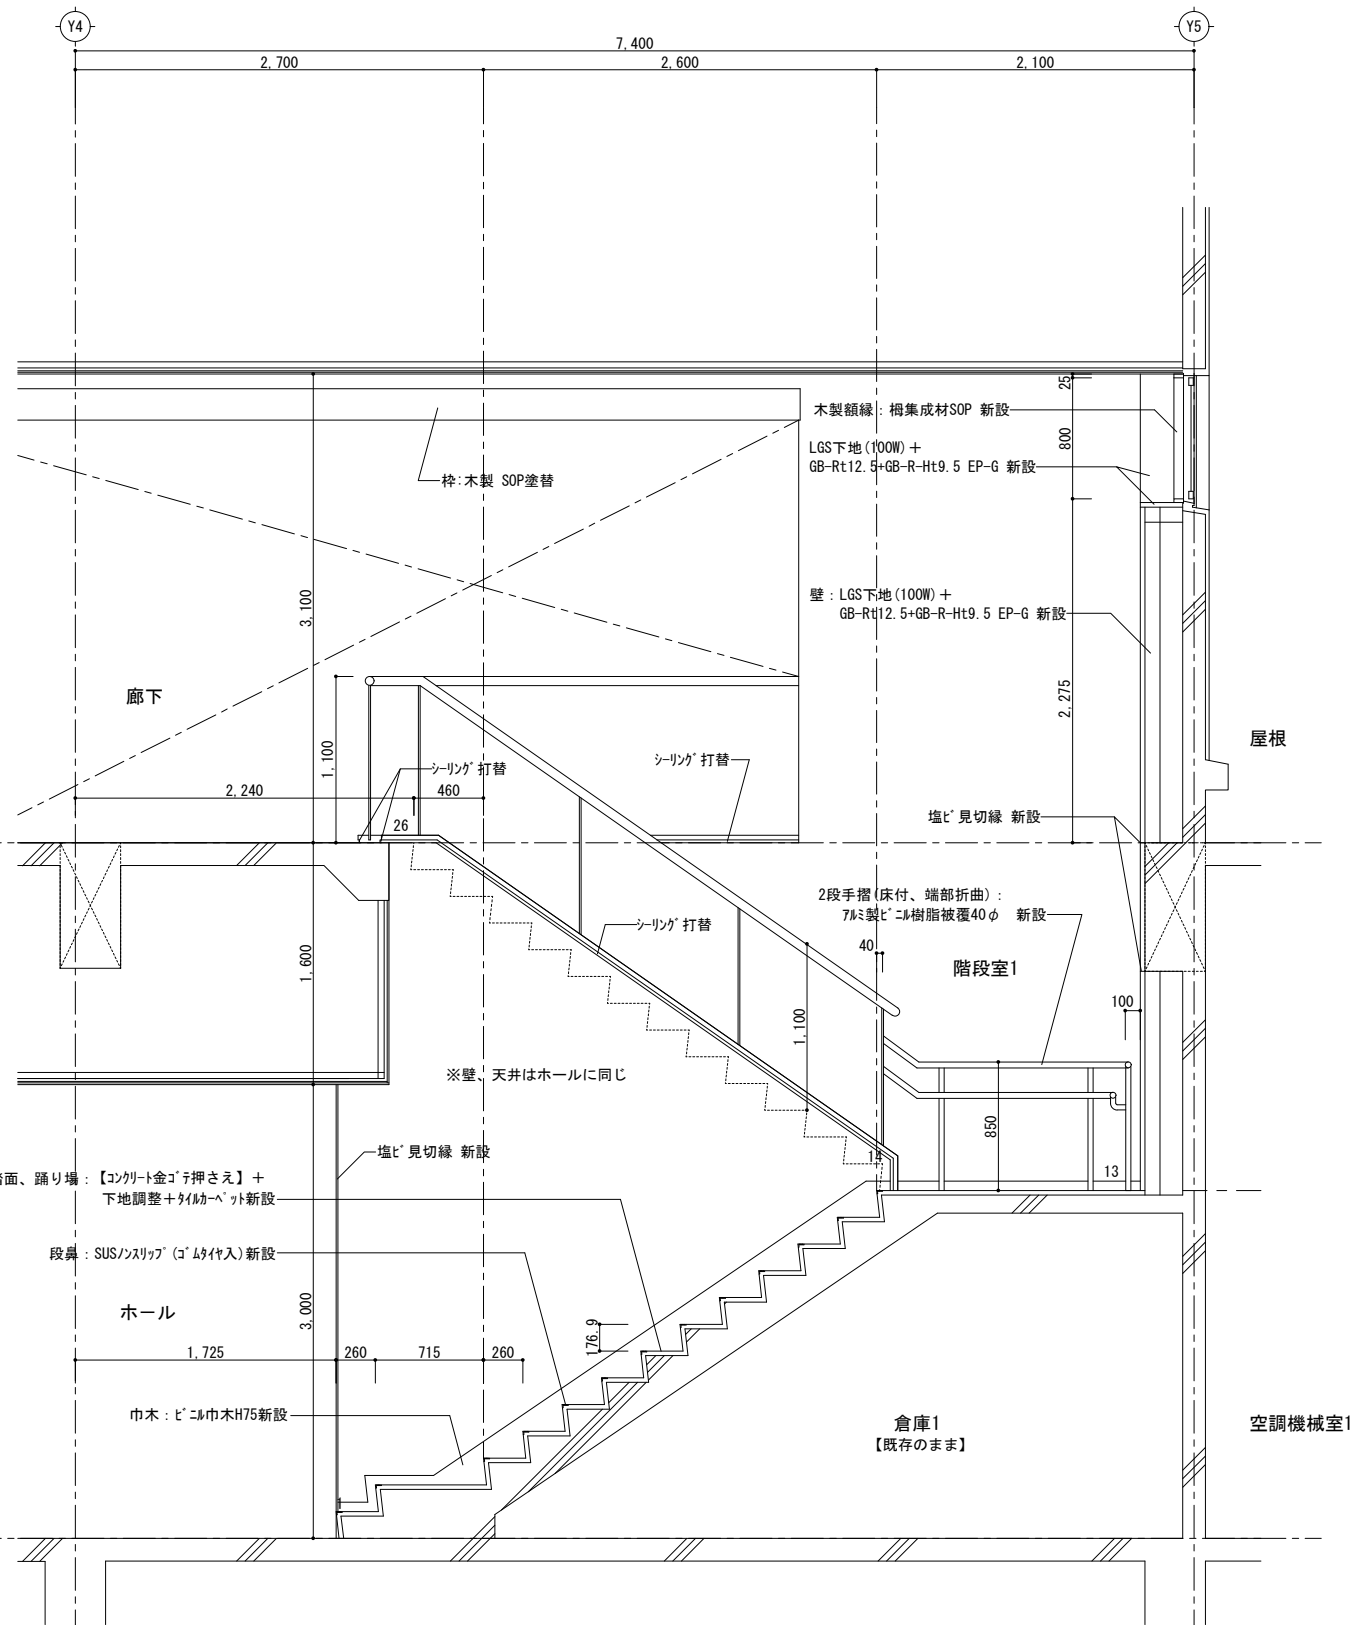 Y4
Y5
7,400
2,700
2,600
2,100
25
木製額縁：栂集成材SOP 新設
800
LGS下地(100W)＋
GB-Rt12.5+GB-R-Ht9.5 EP-G 新設
枠:木製 SOP塗替
3,100
壁：LGS下地(100W)＋
GB-Rt12.5+GB-R-Ht9.5 EP-G 新設
廊下
2,275
屋根
1,100
ｼｰﾘﾝｸﾞ打替
ｼｰﾘﾝｸﾞ打替
2,240
460
26
塩ﾋﾞ見切縁 新設
2段手摺(床付、端部折曲)：
ｱﾙﾐ製ﾋﾞﾆﾙ樹脂被覆40φ 新設
ｼｰﾘﾝｸﾞ打替
40
階段室1
1,600
100
1,100
※壁、天井はホールに同じ
850
塩ﾋﾞ見切縁 新設
14
13
踏面、踊り場：【ｺﾝｸﾘｰﾄ金ｺﾞﾃ押さえ】＋
下地調整＋ﾀｲﾙｶｰﾍﾟｯﾄ新設
段鼻：SUSﾉﾝｽﾘｯﾌﾟ(ｺﾞﾑﾀｲﾔ入)新設
ホール
3,000
176.9
1,725
260
715
260
巾木：ﾋﾞﾆﾙ巾木H75新設
倉庫1
【既存のまま】
空調機械室1